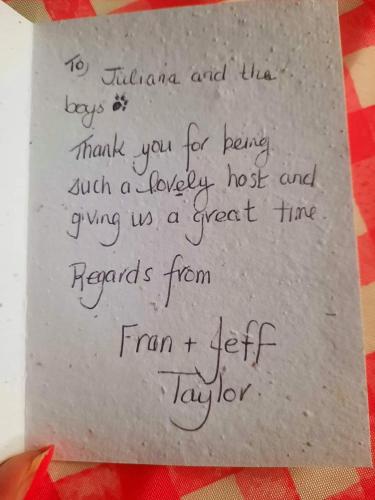 To, Juliana and the
boys
Thank you for being
such a lovely host and
giving us a great time.
Regards from
Fran + Jeff
Taylor.